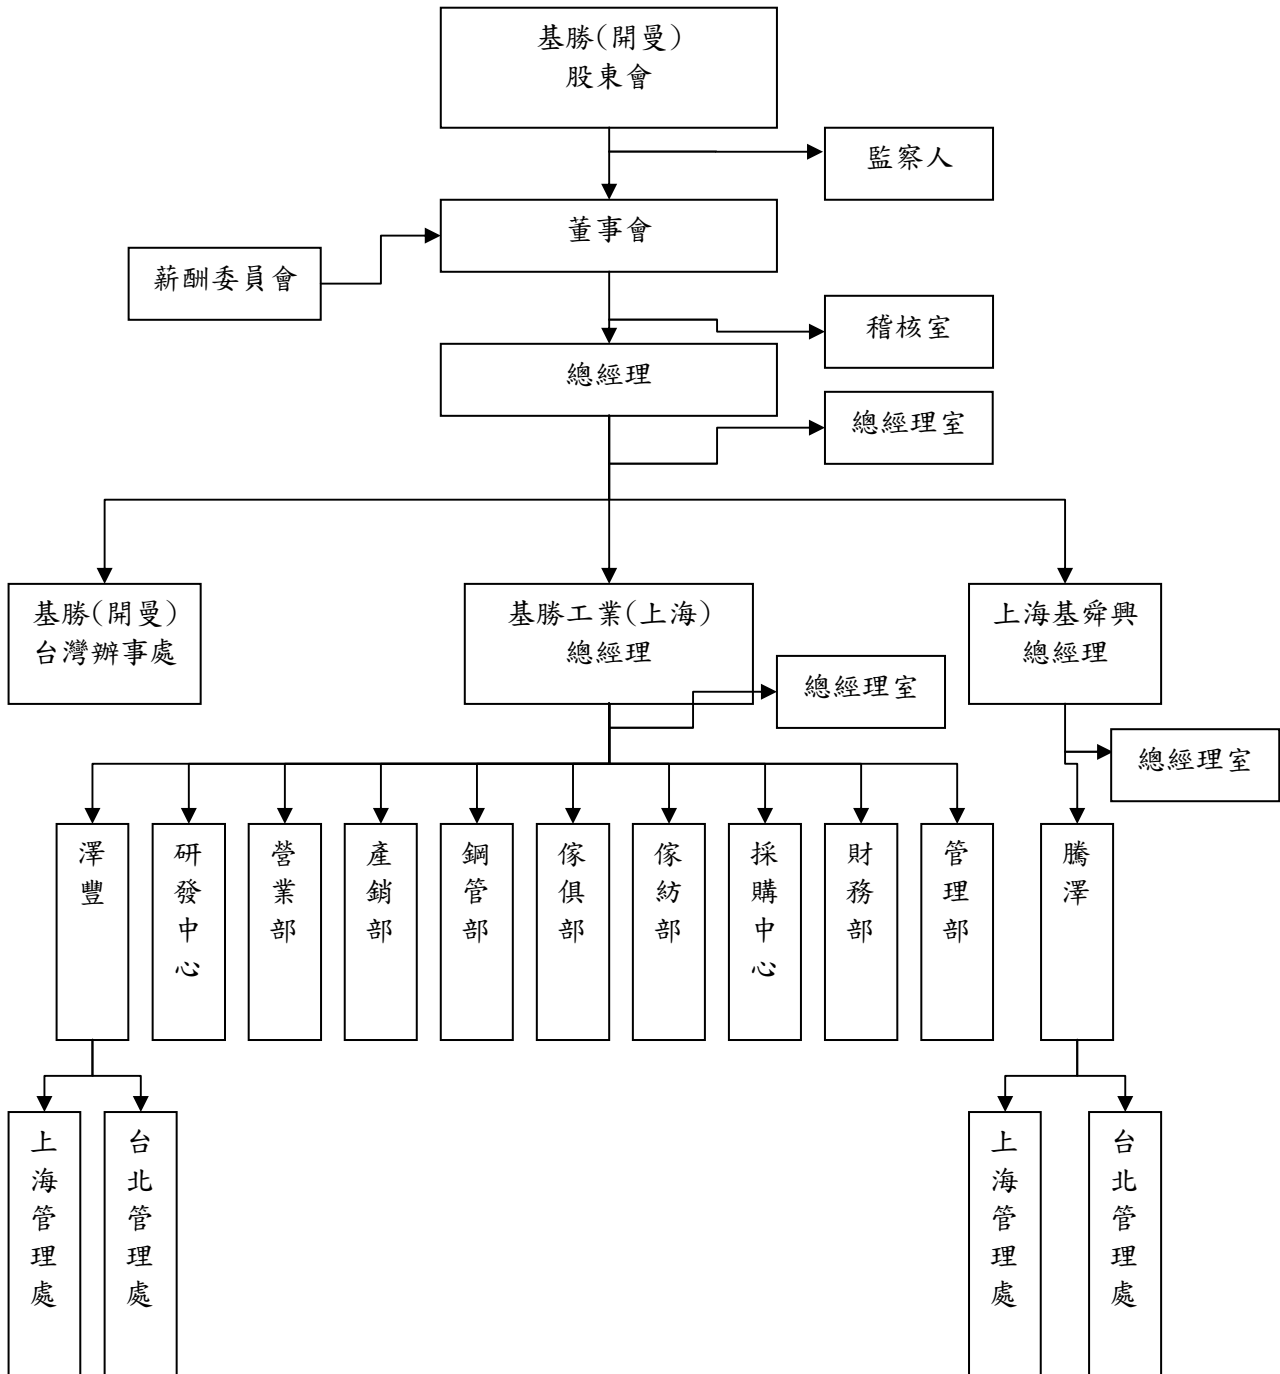 基勝(開曼)
股東會
監察人
董事會
薪酬委員會
稽核室
總經理
總經理室
基勝(開曼)
台灣辦事處
基勝工業(上海)
總經理
上海基舜興
總經理
總經理室
總經理室
澤豐
研發中心
營業部
產銷部
鋼管部
傢俱部
傢紡部
採購中心
財務部
管理部
騰澤
上海管理處
台北管理處
上海管理處
台北管理處